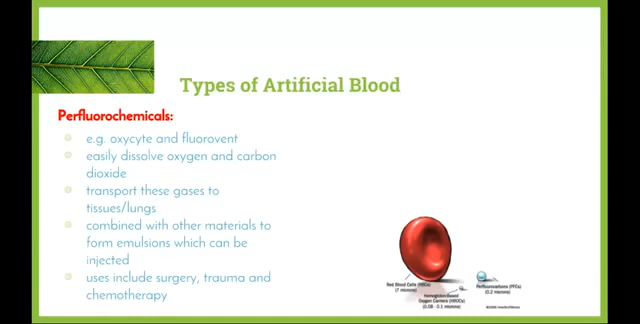 Types of Artificial Blood
Perfluorochemicals:
e.g. oxycyte and fluorovent
easily dissolve oxygen and carbon
dioxide
transport these gases to
tissues/lungs
combined with other materials to
form emulsions which can be
injected
uses include surgery, trauma and
chemotherapy
Red Blood Cells (RBCs)
(7 microns)
Hemoglobin-Based
Oxygen Carriers (HBOCs)
(0.08 - 0.1 microns)
Perfluorocarbons (PFCs)
(0.2 microns)